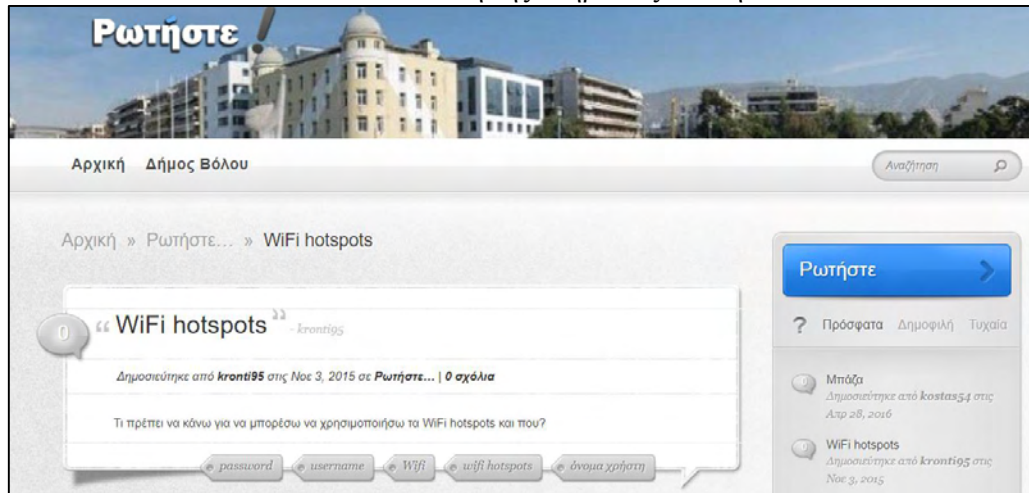 Ρωτήστε!
Αρχική Δήμος Βόλου
Αναζήτηση
Αρχική » Ρωτήστε... » WiFi hotspots
Ρωτήστε
0
“ WiFi hotspots ” - kronti95
Δημοσιεύτηκε από kronti95 στις Νοε 3, 2015 σε Ρωτήστε... | 0 σχόλια
Τι πρέπει να κάνω για να μπορέσω να χρησιμοποιήσω τα WiFi hotspots και που?
password username Wifi wifi hotspots όνομα χρήστη
? Πρόσφατα Δημοφιλή Τυχαία
0
Μπάζα
Δημοσιεύτηκε από kostas54 στις
Απρ 28, 2016
0
WiFi hotspots
Δημοσιεύτηκε από kronti95 στις
Νοε 3, 2015